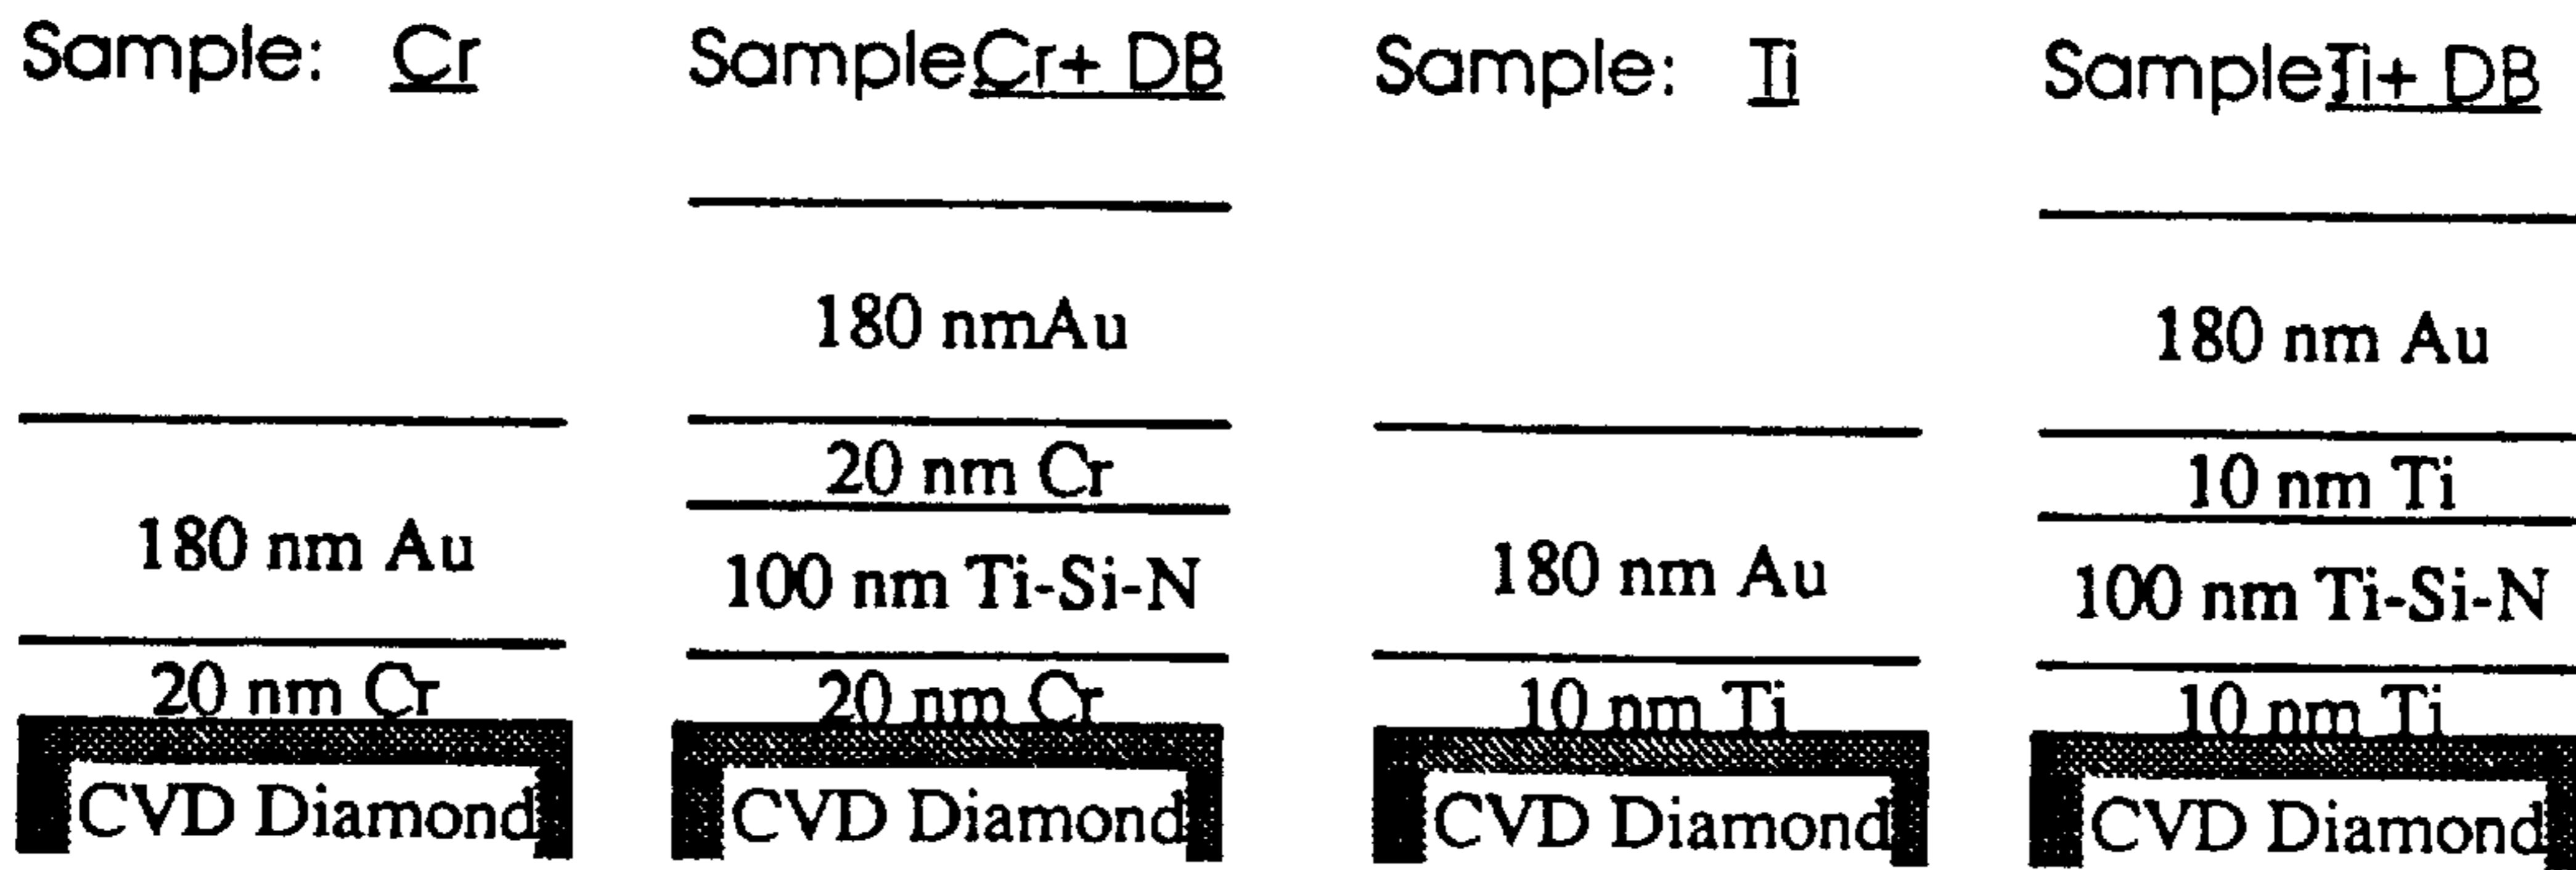 Sample: Cr
180 nm Au
20 nm Cr
CVD Diamond
Sample Cr+ DB
180 nmAu
20 nm Cr
100 nm Ti-Si-N
20 nm Cr
CVD Diamond
Sample: Ti
180 nm Au
10 nm Ti
CVD Diamond
Sample Ti+ DB
180 nm Au
10 nm Ti
100 nm Ti-Si-N
10 nm Ti
CVD Diamond